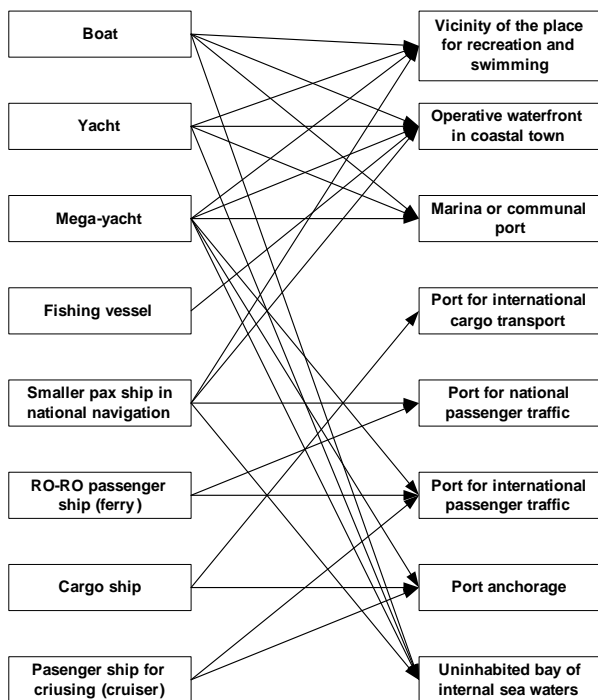 Boat
Vicinity of the place
for recreation and
swimming
Yacht
Operative waterfront
in coastal town
Mega-yacht
Marina or communal
port
Fishing vessel
Port for international
cargo transport
Smaller pax ship in
national navigation
Port for national
passenger traffic
RO-RO passenger
ship (ferry)
Port for international
passenger traffic
Cargo ship
Port anchorage
Pasenger ship for
criusing (cruiser)
Uninhabited bay of
internal sea waters